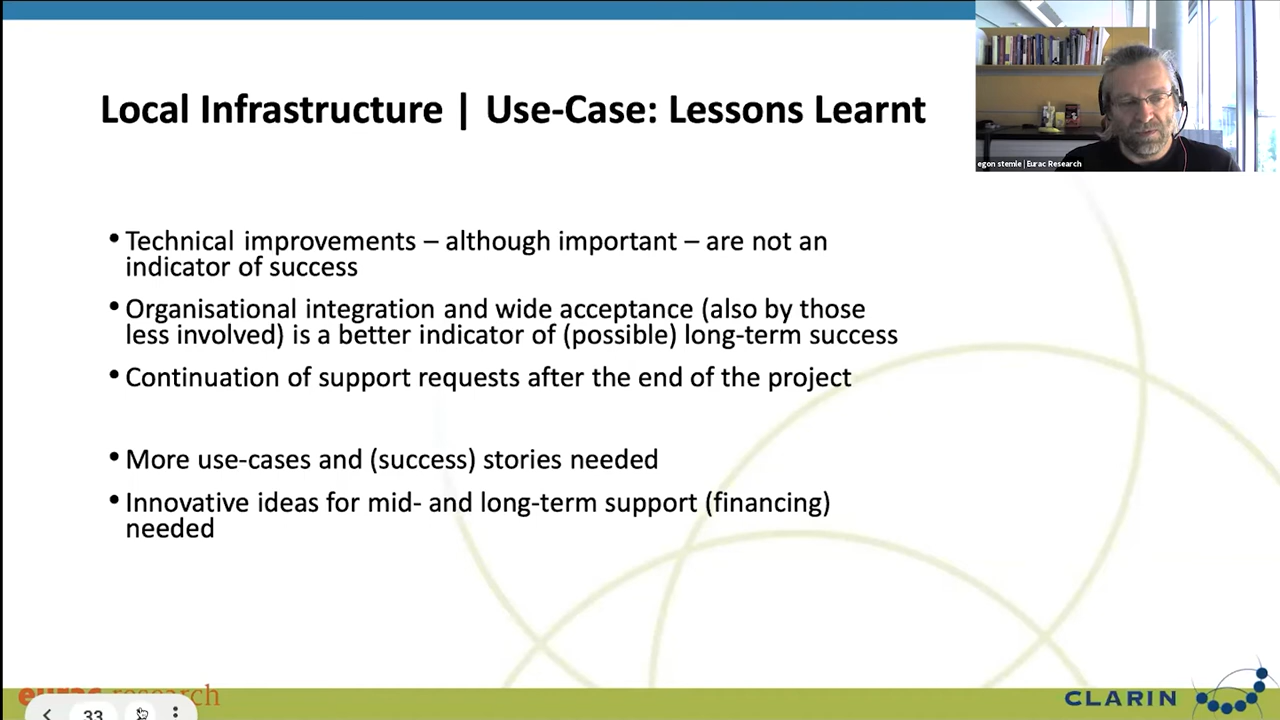 Local Infrastructure | Use-Case: Lessons Learnt
egon stemle | Eurac Research
• Technical improvements – although important – are not an
indicator of success
• Organisational integration and wide acceptance (also by those
less involved) is a better indicator of (possible) long-term success
• Continuation of support requests after the end of the project
• More use-cases and (success) stories needed
• Innovative ideas for mid- and long-term support (financing)
needed
eurac research
33
CLARIN